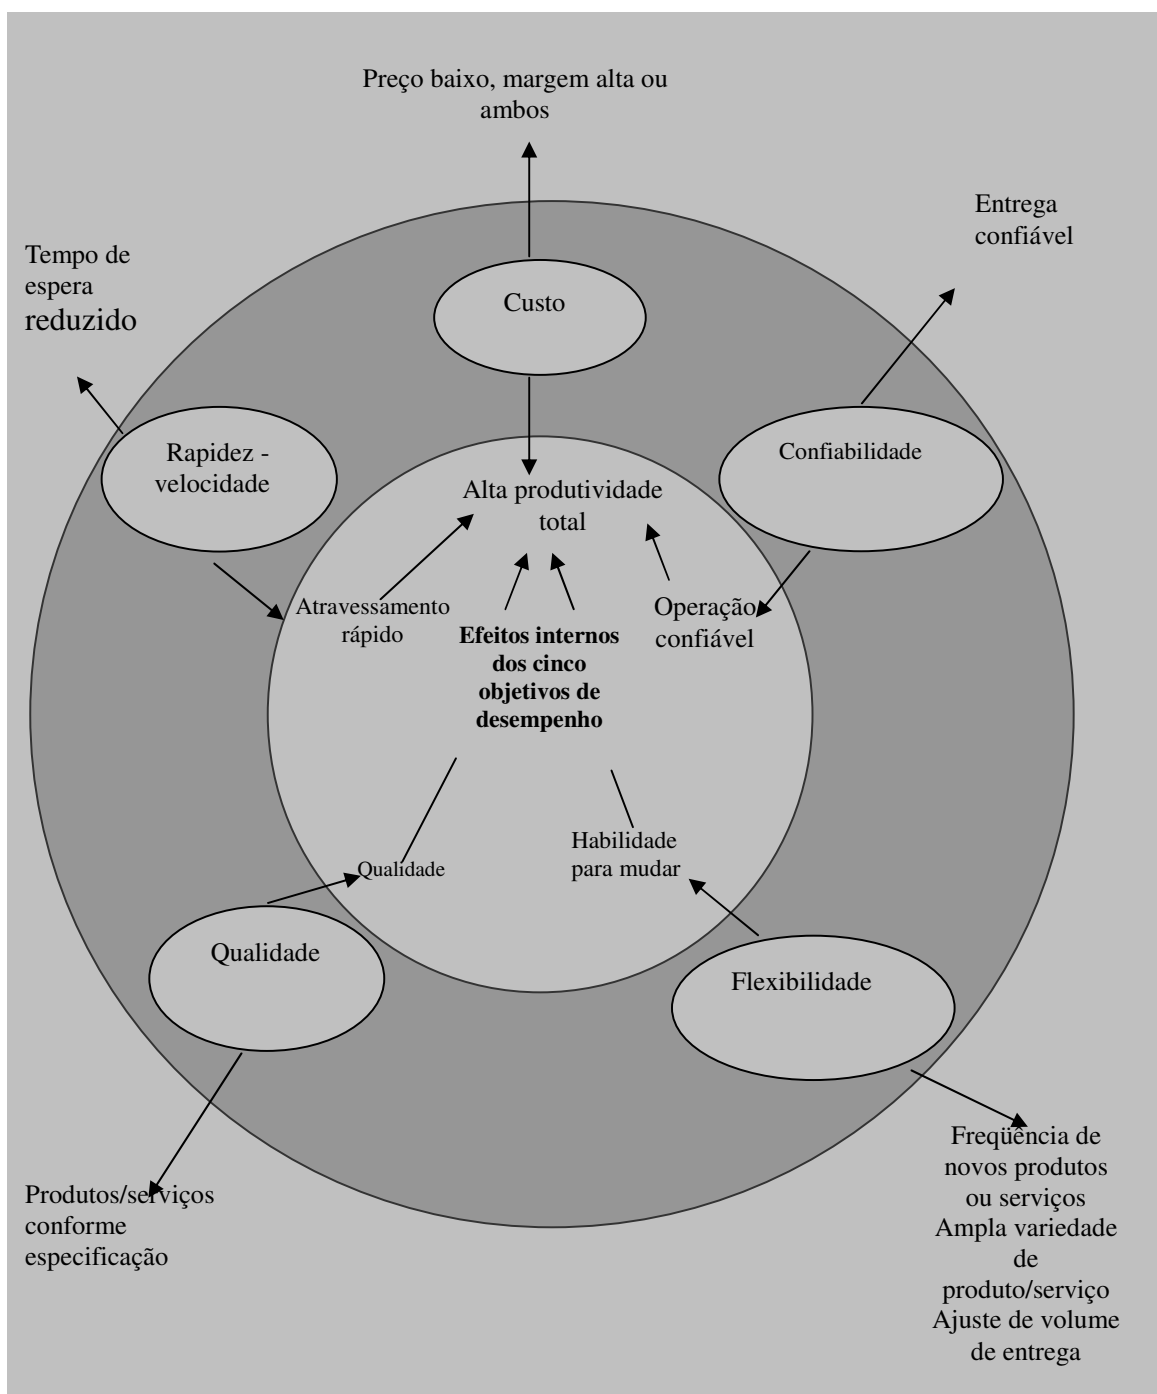 Preço baixo, margem alta ou
ambos
Entrega
confiável
Tempo de
espera
reduzido
Custo
Rapidez -
velocidade
Confiabilidade
Alta produtividade
total
Atravessamento
rápido
Operação
confiável
Efeitos internos
dos cinco
objetivos de
desempenho
Habilidade
para mudar
Qualidade
Qualidade
Flexibilidade
Produtos/serviços
conforme
especificação
Freqüência de
novos produtos
ou serviços
Ampla variedade
de
produto/serviço
Ajuste de volume
de entrega